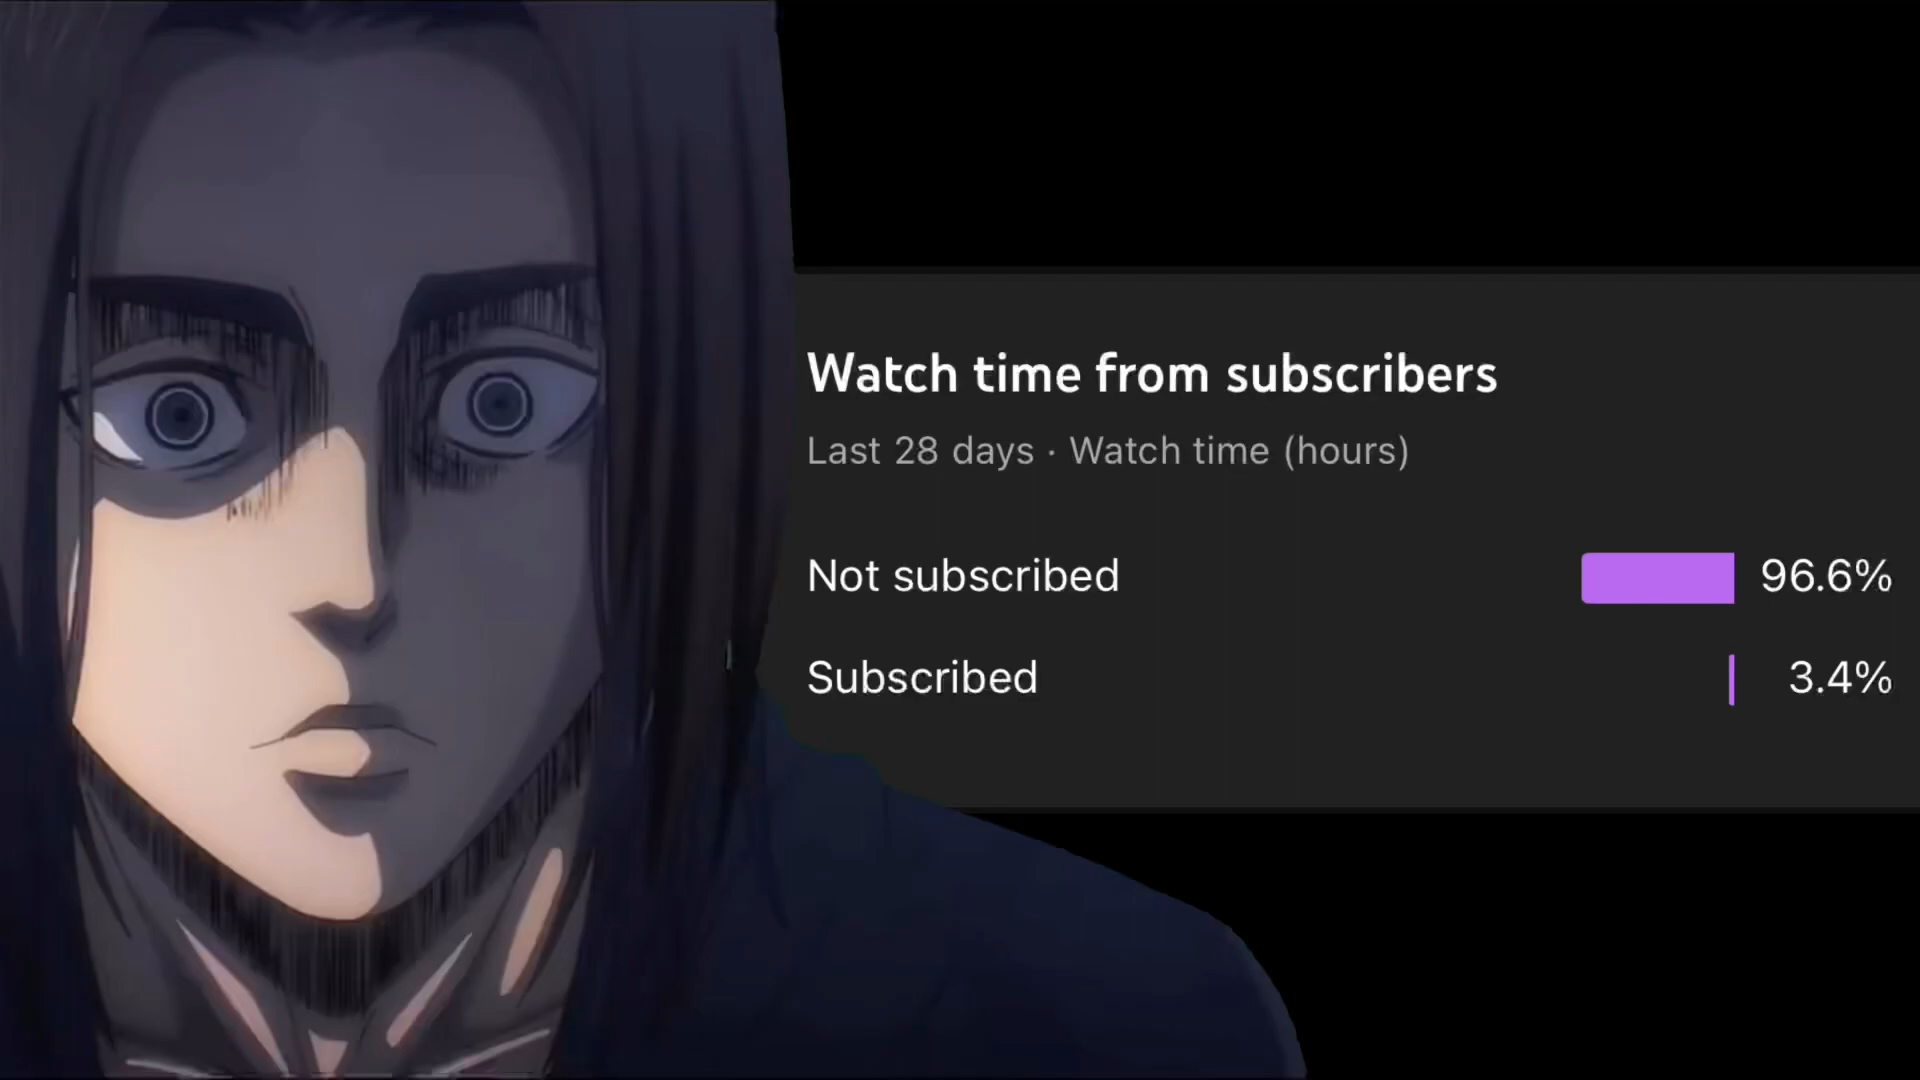 Watch time from subscribers
Last 28 days · Watch time (hours)
Not subscribed 96.6%
Subscribed 3.4%